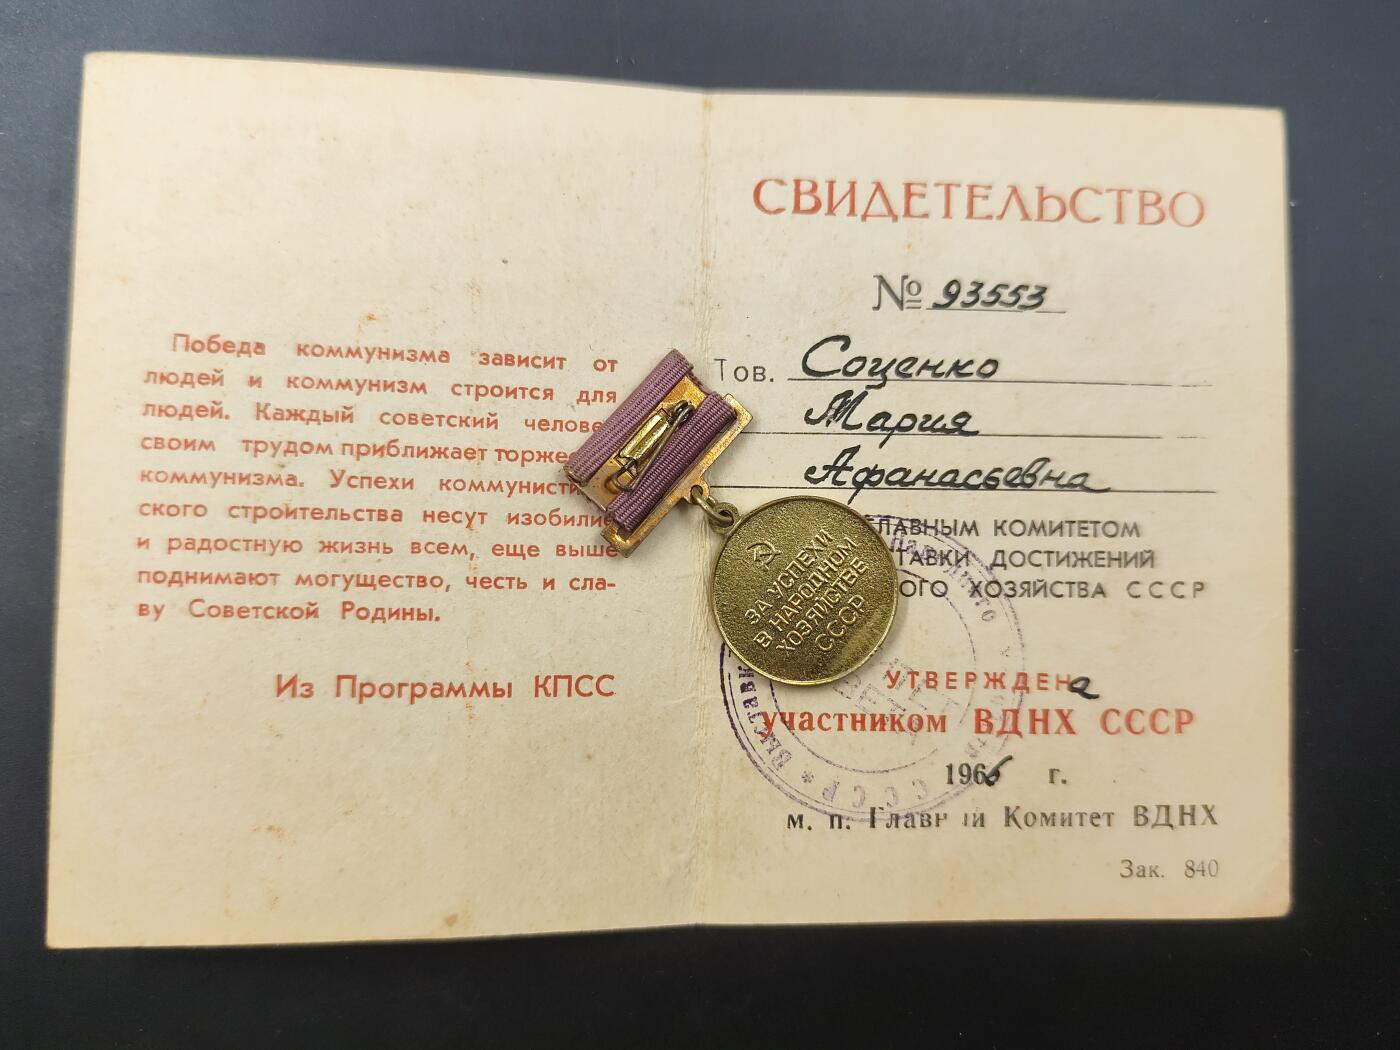 Победа коммунизма зависит от
людей и коммунизм строится для
людей. Каждый советский челове
своим трудом приближает торже
коммунизма. Успехи коммунисти
ского строительства несут изобилие
и радостную жизнь всем, еще выше
поднимают могущество, честь и сла-
ву Советской Родины.
Из Программы КПСС
СВИДЕТЕЛЬСТВО
№ 93553
Тов. Соценко
Мария
Афанасьевна
ГЛАВНЫМ КОМИТЕТОМ
ТАВКИ ДОСТИЖЕНИЙ
ОГО ХОЗЯЙСТВА СССР
УТВЕРЖДЕНа
участником ВДНХ СССР
1966 г.
м. п. Главный Комитет ВДНХ
Зак. 840
ЗА УСПЕХИ
В НАРОДНОМ
ХОЗЯЙСТВЕ
СССР